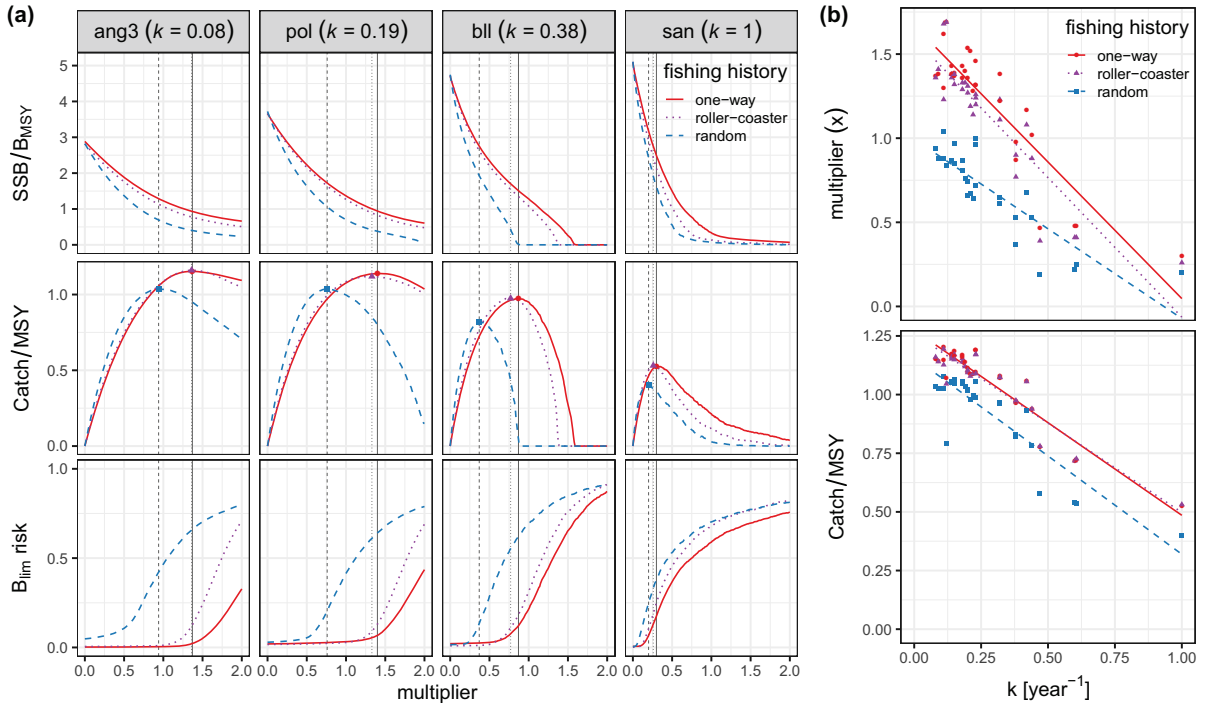 (a)
ang3 (k = 0.08)
pol (k = 0.19)
bll (k = 0.38)
san (k = 1)
fishing history
one−way
roller−coaster
random
SSB/BMSY
5
4
3
2
1
0
Catch/MSY
1.0
0.5
0.0
Blim risk
1.0
0.5
0.0
0.0 0.5 1.0 1.5 2.0
0.0 0.5 1.0 1.5 2.0
0.0 0.5 1.0 1.5 2.0
0.0 0.5 1.0 1.5 2.0
multiplier
(b)
fishing history
one−way
roller−coaster
random
multiplier (x)
1.5
1.0
0.5
0.0
Catch/MSY
1.25
1.00
0.75
0.50
0.25
0.00
0.00 0.25 0.50 0.75 1.00
k [year−1]